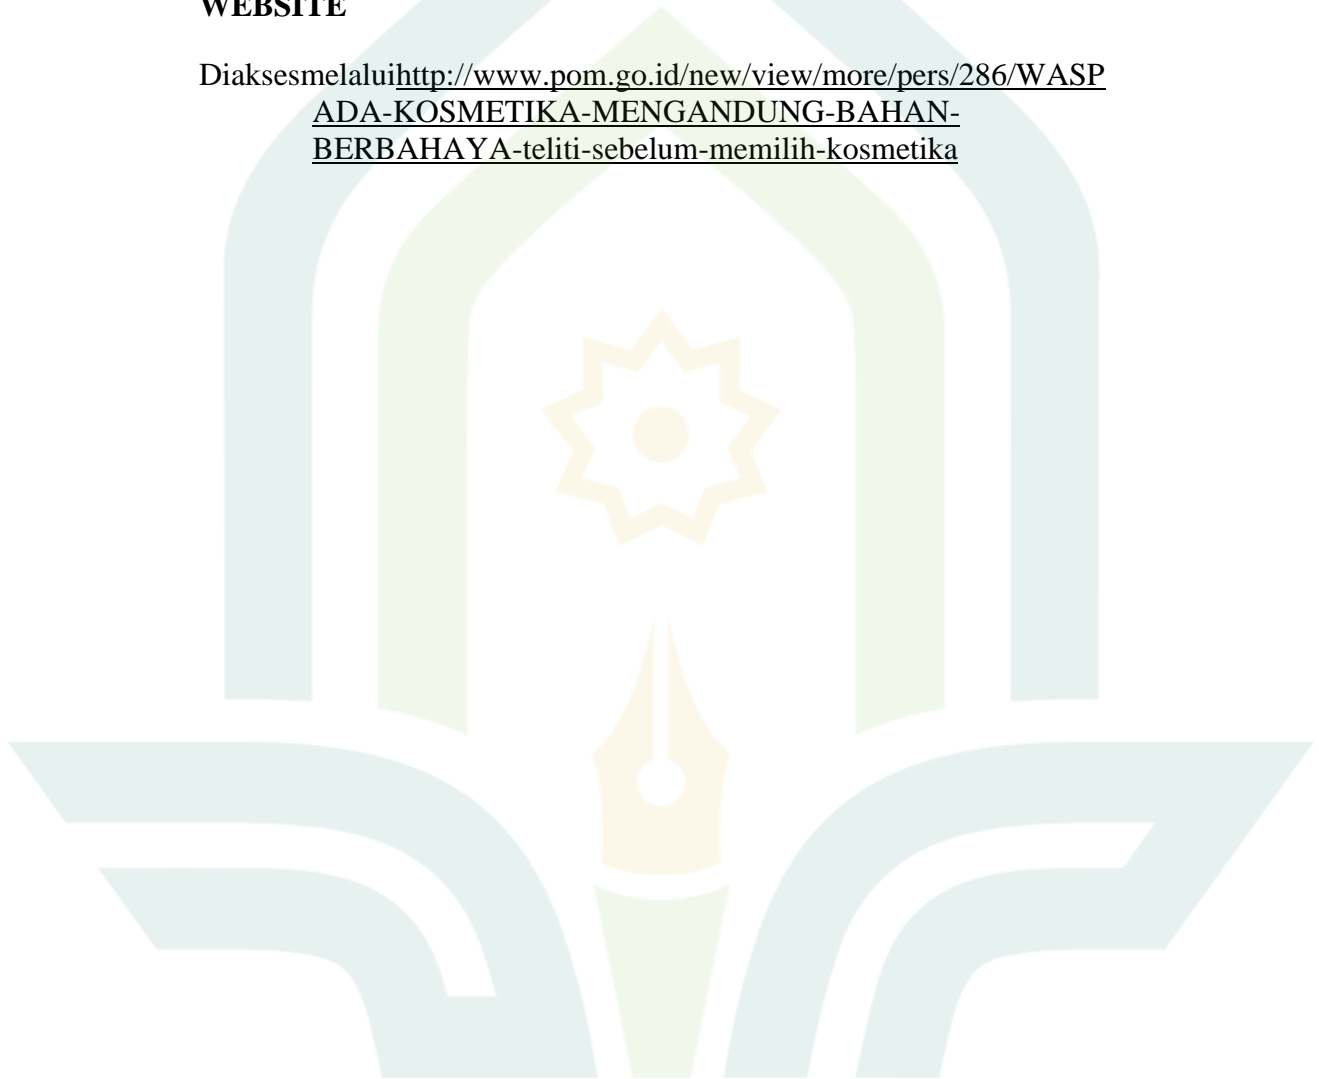 WEBSITE
Diaksesmelaluihttp://www.pom.go.id/new/view/more/pers/286/WASP
ADA-KOSMETIKA-MENGANDUNG-BAHAN-
BERBAHAYA-teliti-sebelum-memilih-kosmetika